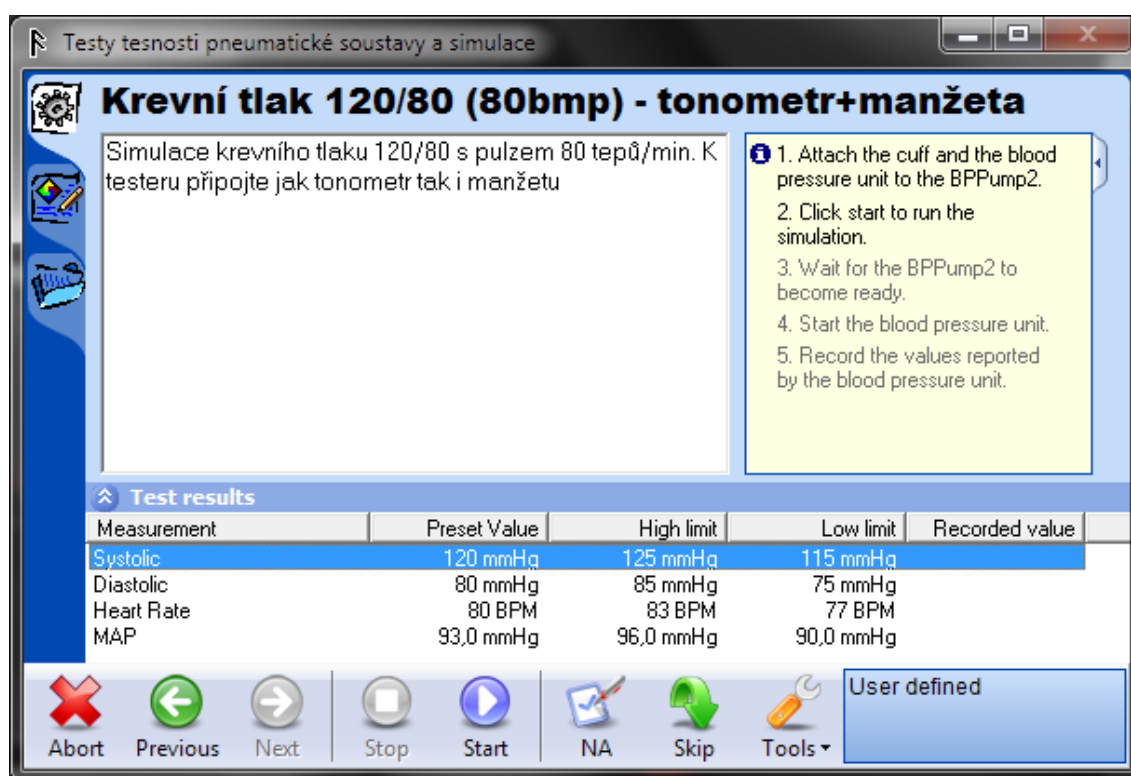 Testy tesnosti pneumatické soustavy a simulace
Krevní tlak 120/80 (80bmp) - tonometr+manžeta
Simulace krevního tlaku 120/80 s pulzem 80 tepů/min. K
testeru připojte jak tonometr tak i manžetu
1. Attach the cuff and the blood
pressure unit to the BPPump2.
2. Click start to run the
simulation.
3. Wait for the BPPump2 to
become ready.
4. Start the blood pressure unit.
5. Record the values reported
by the blood pressure unit.
Test results
Measurement Preset Value High limit Low limit Recorded value
Systolic 120 mmHg 125 mmHg 115 mmHg
Diastolic 80 mmHg 85 mmHg 75 mmHg
Heart Rate 80 BPM 83 BPM 77 BPM
MAP 93,0 mmHg 96,0 mmHg 90,0 mmHg
User defined
Abort Previous Next Stop Start NA Skip Tools